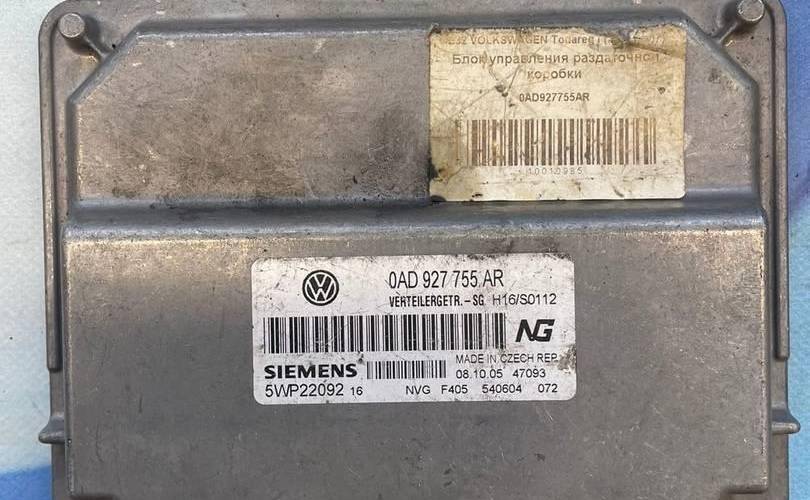 VOLKSWAGEN Touareg
Блок управления раздаточной
коробки
0AD927755AR
10010985
0AD 927 755 AR
VERTEILERGETR.-SG H16/S0112
NG
MADE IN CZECH REP.
SIEMENS
08.10.05 47093
5WP22092 16 NVG F405 540604 072